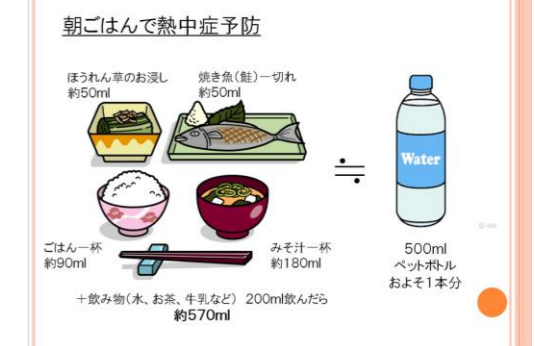 朝ごはんで熱中症予防
ほうれん草のお浸し
約50ml
焼き魚（鮭）一切れ
約50ml
Water
ごはん一杯
約90ml
みそ汁一杯
約180ml
≒
500ml
ペットボトル
およそ１本分
＋飲み物（水、お茶、牛乳など）　200ml飲んだら
約570ml